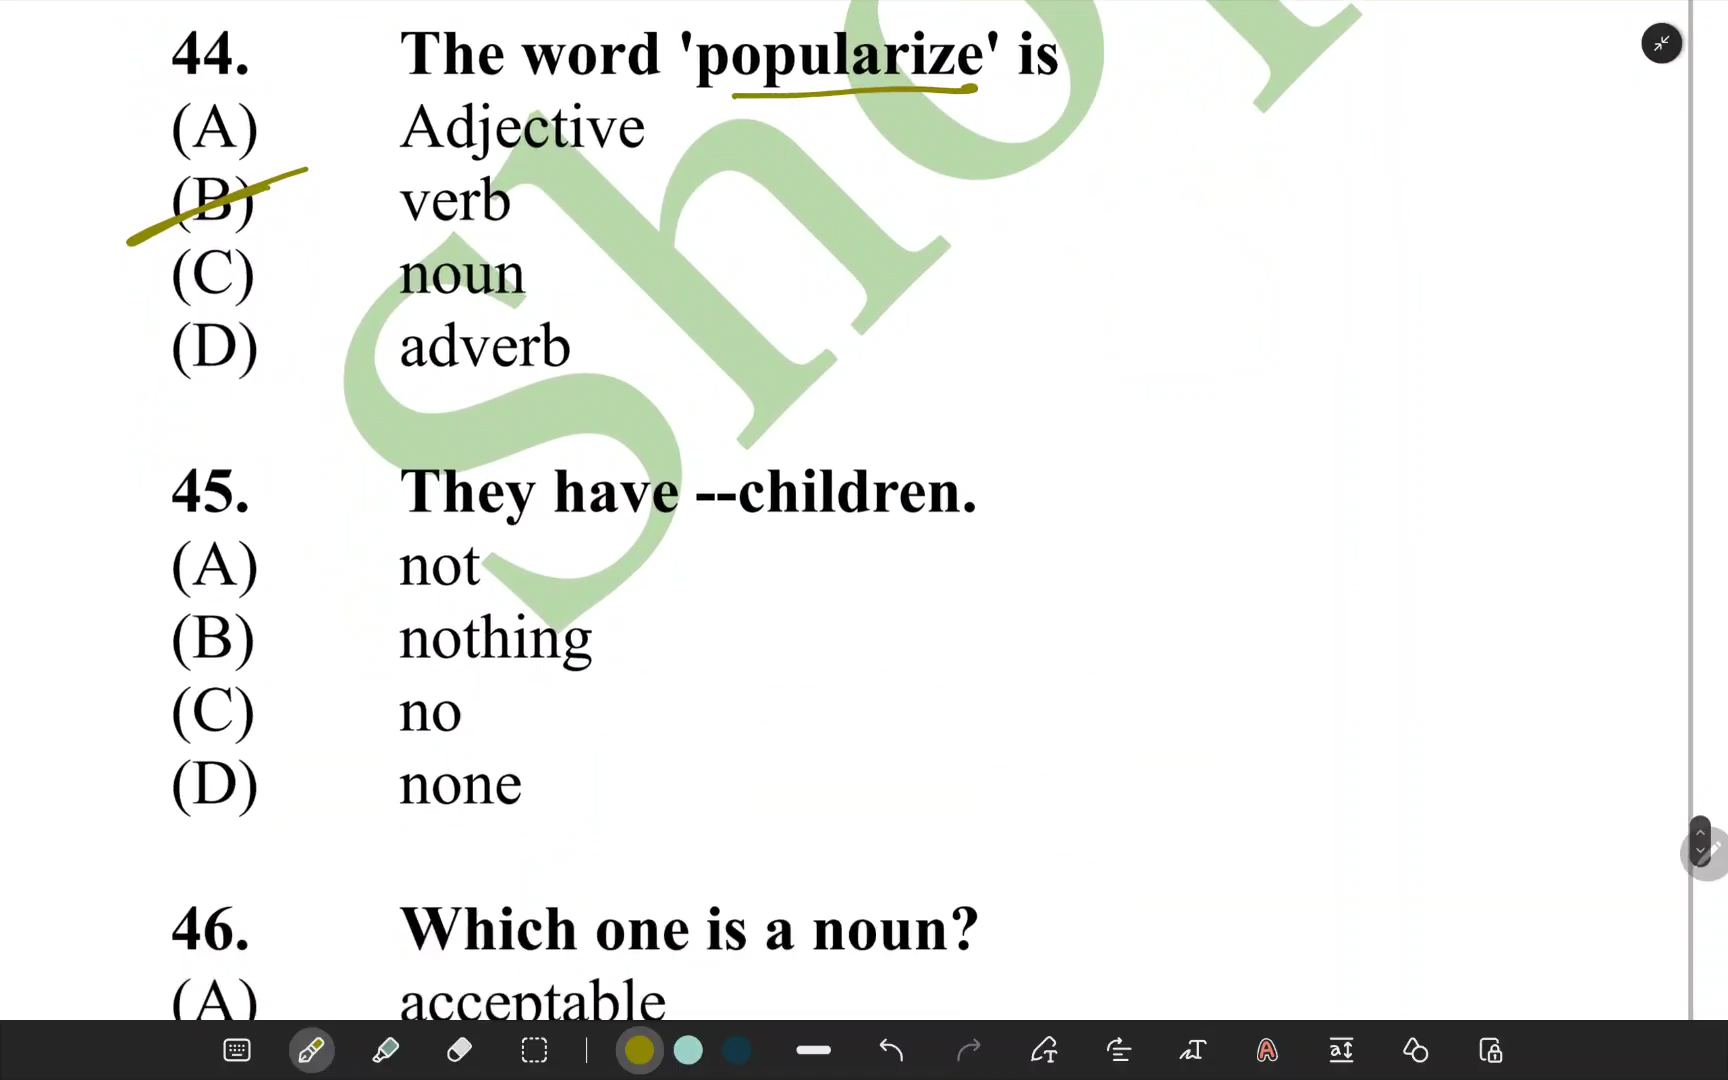 44. The word 'popularize' is
(A) Adjective
(B) verb
(C) noun
(D) adverb
45. They have --children.
(A) not
(B) nothing
(C) no
(D) none
46. Which one is a noun?
(A) acceptable